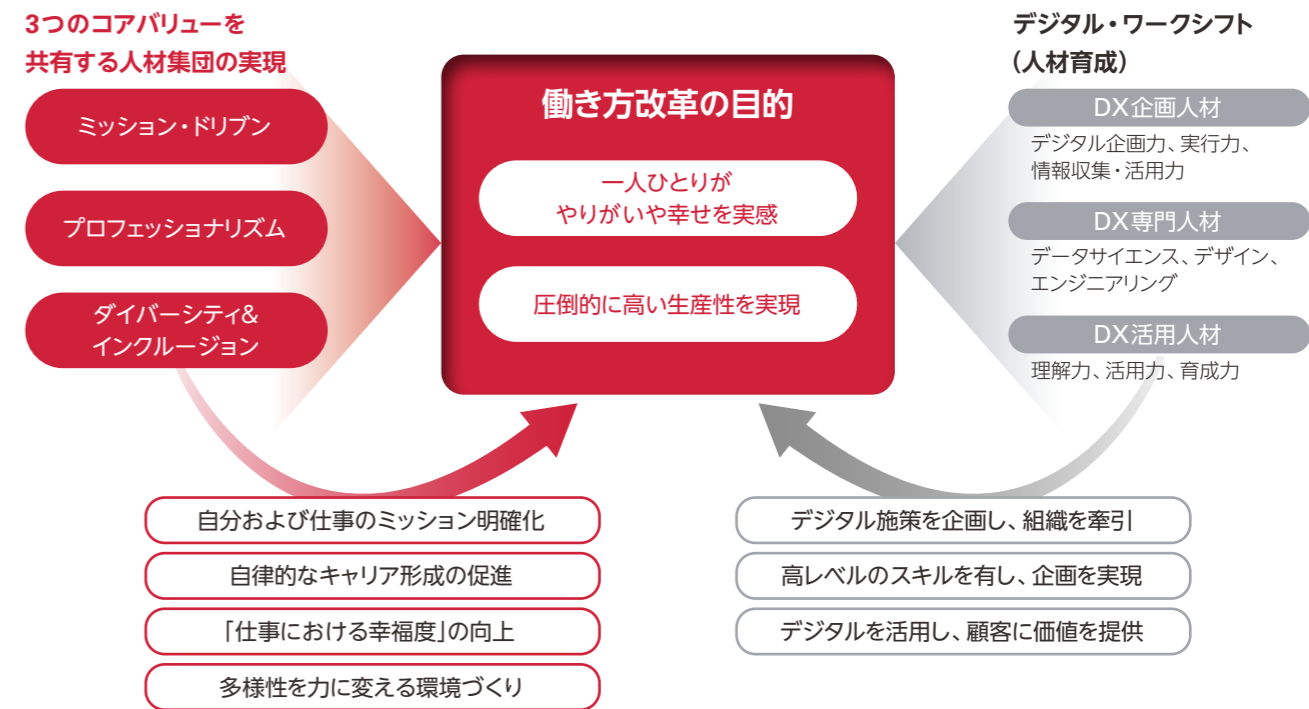 3つのコアバリューを
共有する人材集団の実現
ミッション・ドリブン
プロフェッショナリズム
ダイバーシティ&
インクルージョン
働き方改革の目的
一人ひとりが
やりがいや幸せを実感
圧倒的に高い生産性を実現
デジタル・ワークシフト
（人材育成）
DX企画人材
デジタル企画力、実行力、
情報収集・活用力
DX専門人材
データサイエンス、デザイン、
エンジニアリング
DX活用人材
理解力、活用力、育成力
自分および仕事のミッション明確化
自律的なキャリア形成の促進
「仕事における幸福度」の向上
多様性を力に変える環境づくり
デジタル施策を企画し、組織を牽引
高レベルのスキルを有し、企画を実現
デジタルを活用し、顧客に価値を提供